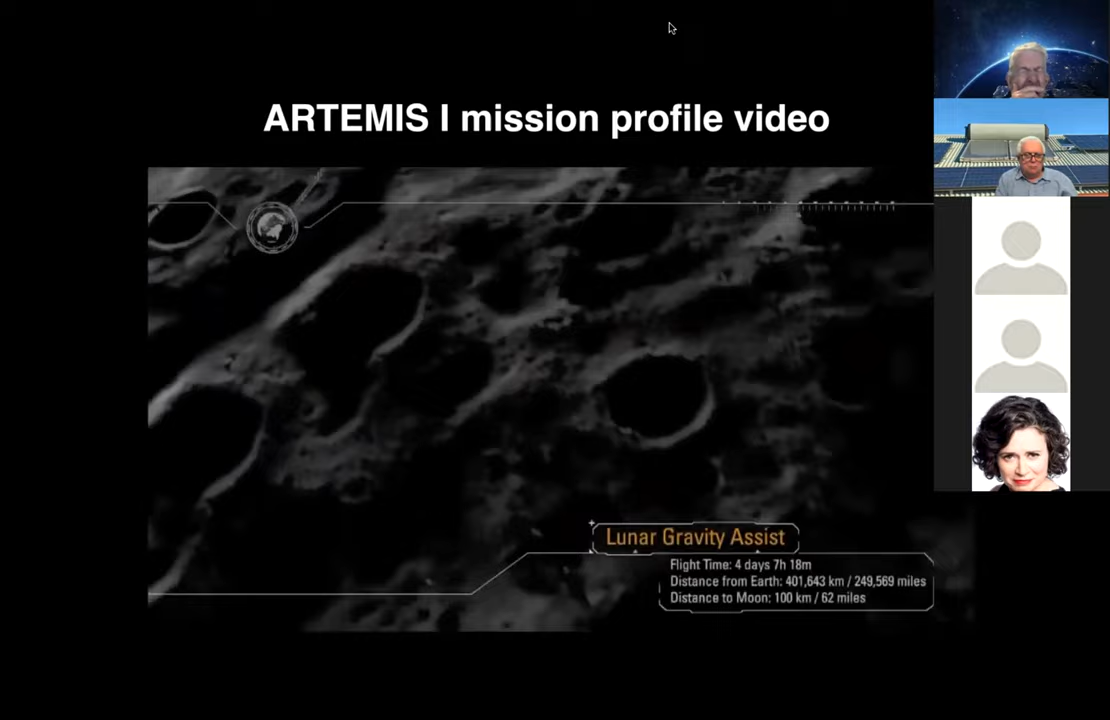 ARTEMIS I mission profile video
Lunar Gravity Assist
Flight Time: 4 days 7h 18m
Distance from Earth: 401,643 km / 249,569 miles
Distance to Moon: 100 km / 62 miles